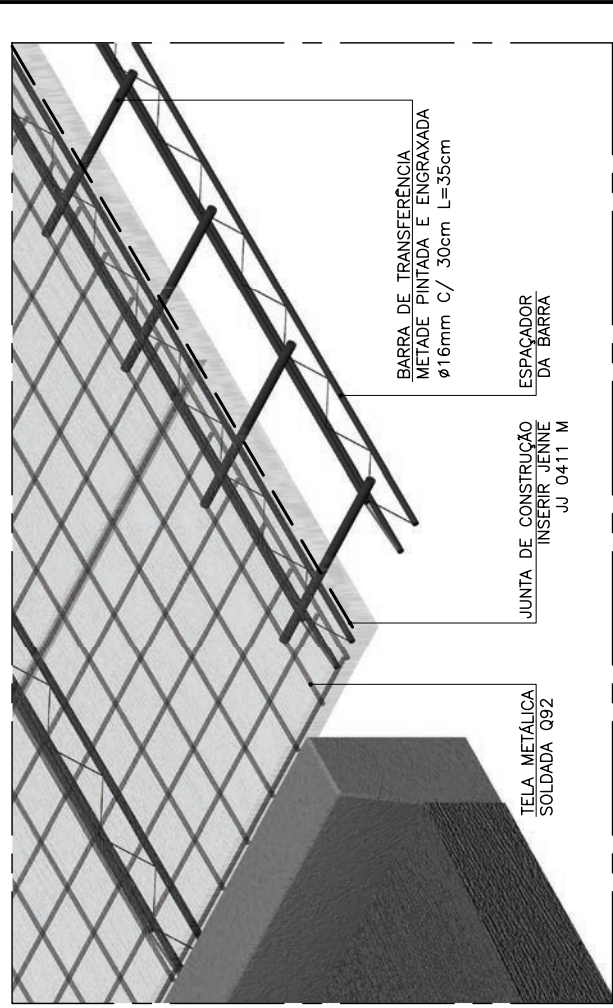 BARRA DE TRANSFERÊNCIA
METADE PINTADA E ENGRAXADA
ø16mm C/ 30cm L=35cm
ESPAÇADOR
DA BARRA
JUNTA DE CONSTRUÇÃO
INSERIR JENNE
JJ 0411 M
TELA METÁLICA
SOLDADA Q92